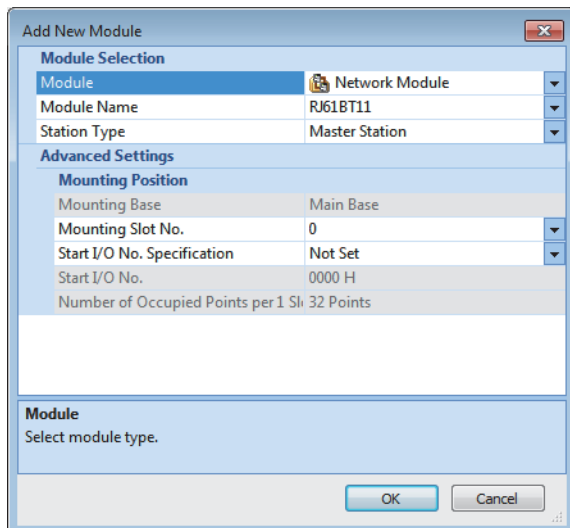 Add New Module
Module Selection
Module Network Module
Module Name RJ61BT11
Station Type Master Station
Advanced Settings
Mounting Position
Mounting Base Main Base
Mounting Slot No. 0
Start I/O No. Specification Not Set
Start I/O No. 0000 H
Number of Occupied Points per 1 Sl 32 Points
Module
Select module type.
OK Cancel